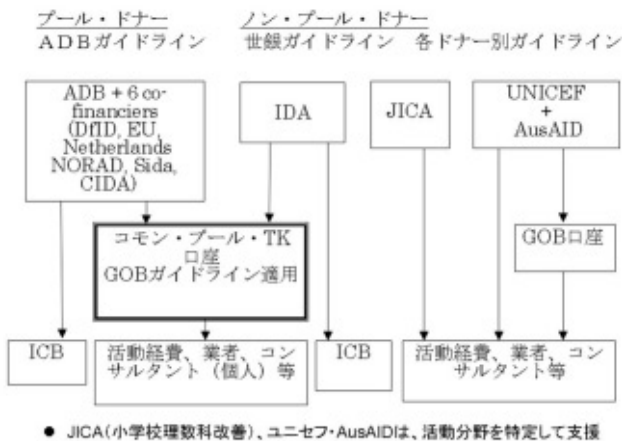 プール・ドナー
ADBガイドライン
ノン・プール・ドナー
世銀ガイドライン 各ドナー別ガイドライン
ADB + 6 co-
financiers
(DfID, EU,
Netherlands
NORAD, Sida,
CIDA)
IDA
JICA
UNICEF
+
AusAID
コモン・プール・TK
口座
GOBガイドライン適用
GOB口座
ICB
活動経費、業者、コン
サルタント（個人）等
ICB
活動経費、業者、コン
サルタント等
● JICA(小学校理数科改善)、ユニセフ・AusAIDは、活動分野を特定して支援